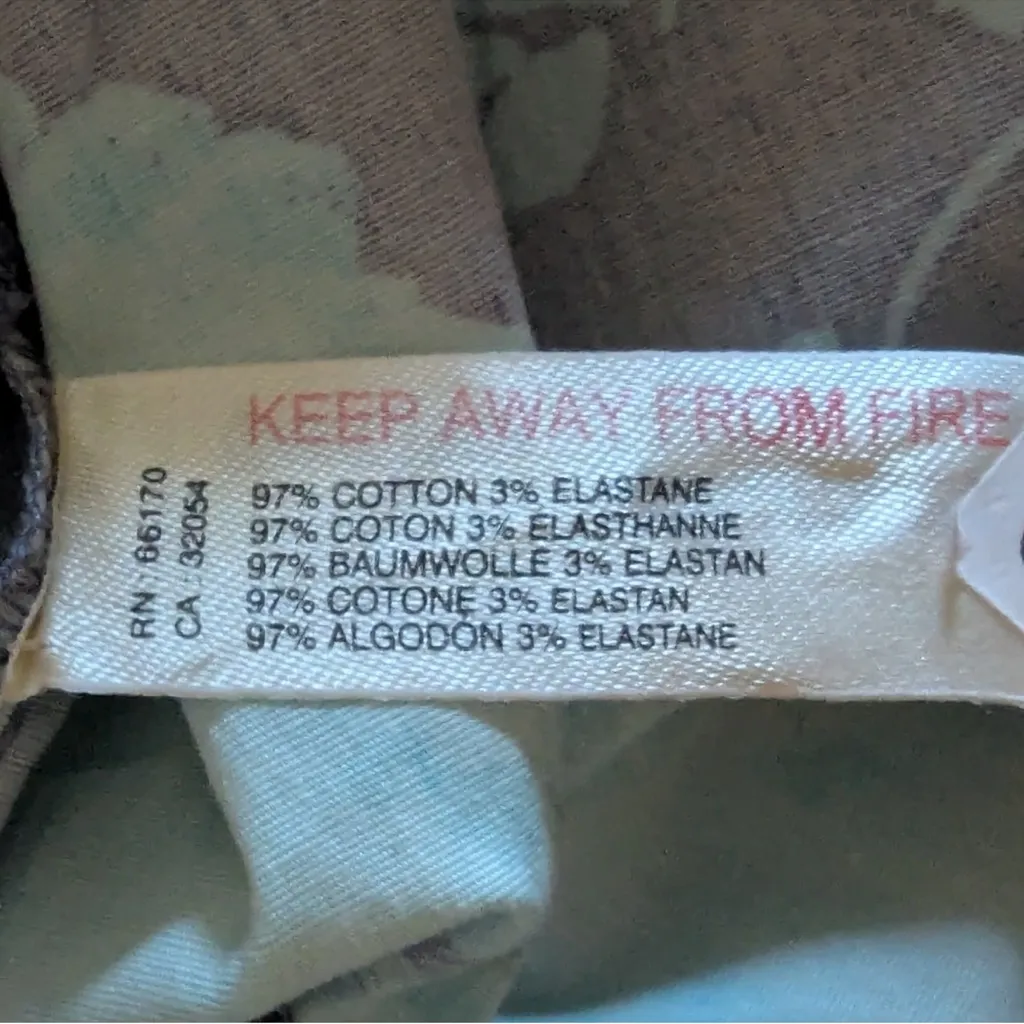 KEEP AWAY FROM FIRE
97% COTTON 3% ELASTANE
97% COTON 3% ELASTHANNE
97% BAUMWOLLE 3% ELASTAN
97% COTONE 3% ELASTAN
97% ALGODÓN 3% ELASTANE
RN: 66170
CA: 32054